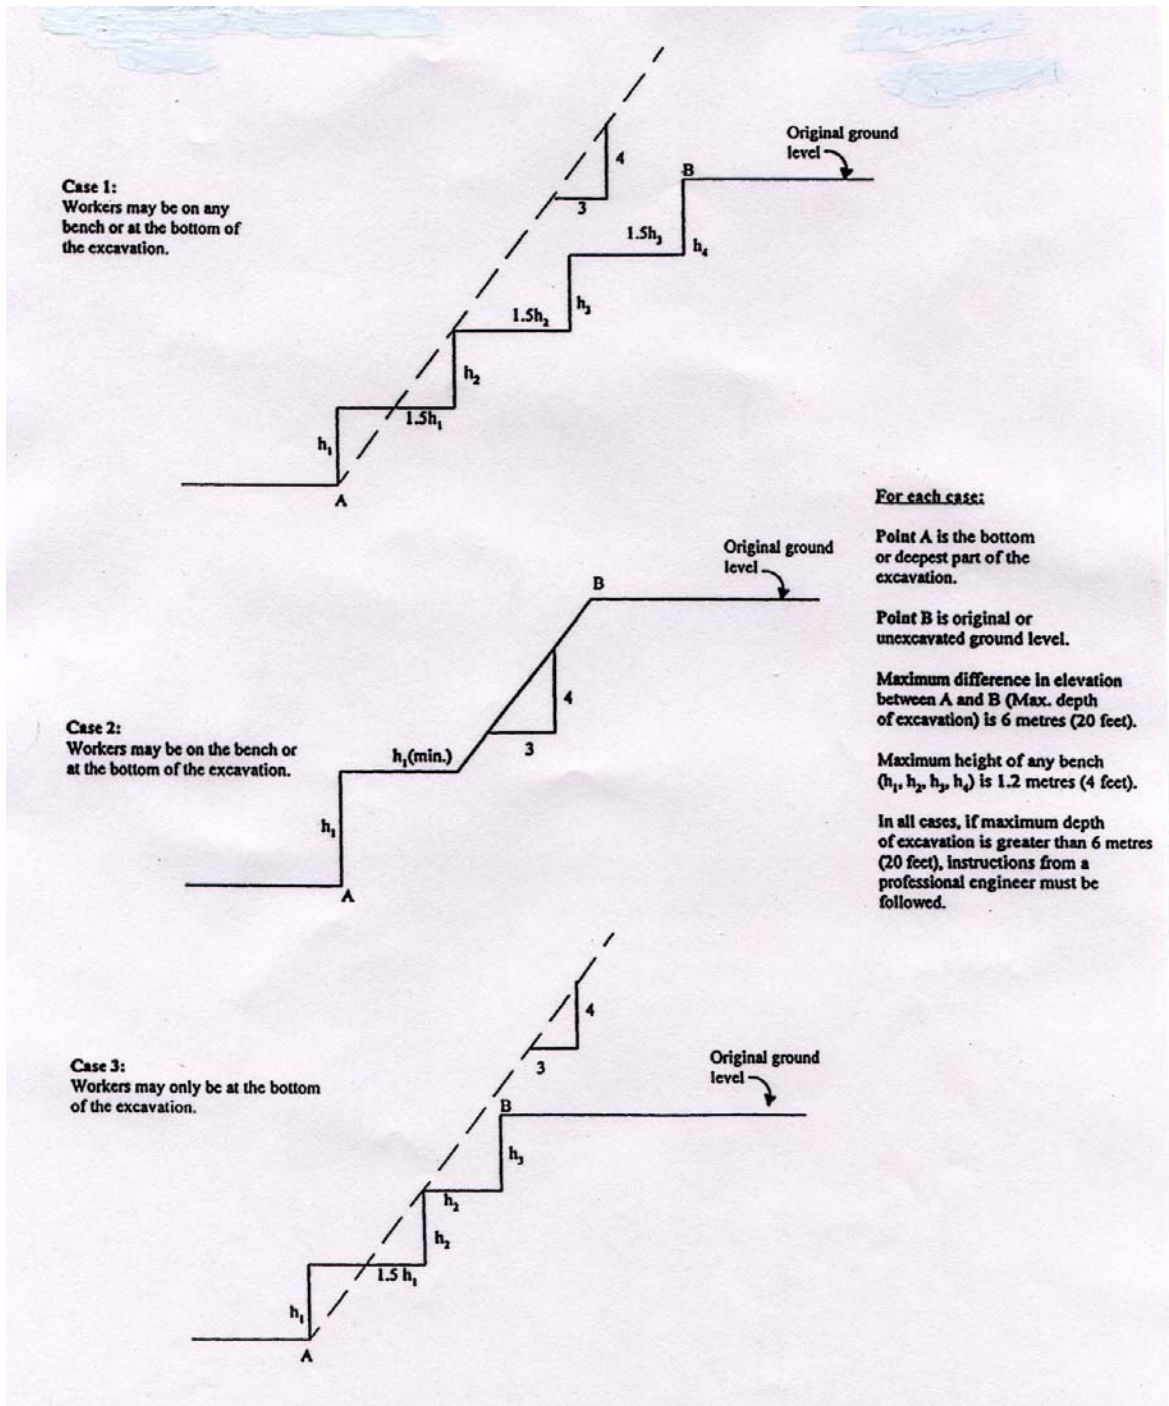 Case 1:
Workers may be on any
bench or at the bottom of
the excavation.
Original ground
level
B
4
3
1.5h₃
h₄
1.5h₂
h₃
h₂
1.5h₁
h₁
A
For each case:
Point A is the bottom
or deepest part of the
excavation.
Point B is original or
unexcavated ground level.
Maximum difference in elevation
between A and B (Max. depth
of excavation) is 6 metres (20 feet).
Maximum height of any bench
(h₁, h₂, h₃, h₄) is 1.2 metres (4 feet).
In all cases, if maximum depth
of excavation is greater than 6 metres
(20 feet), instructions from a
professional engineer must be
followed.
Case 2:
Workers may be on the bench or
at the bottom of the excavation.
Original ground
level
B
4
3
h₁(min.)
h₁
A
Case 3:
Workers may only be at the bottom
of the excavation.
4
3
Original ground
level
B
h₃
h₂
h₂
1.5 h₁
h₁
A